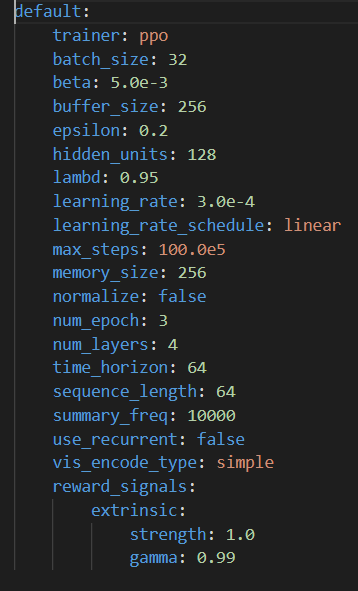 default:
    trainer: ppo
    batch_size: 32
    beta: 5.0e-3
    buffer_size: 256
    epsilon: 0.2
    hidden_units: 128
    lambd: 0.95
    learning_rate: 3.0e-4
    learning_rate_schedule: linear
    max_steps: 100.0e5
    memory_size: 256
    normalize: false
    num_epoch: 3
    num_layers: 4
    time_horizon: 64
    sequence_length: 64
    summary_freq: 10000
    use_recurrent: false
    vis_encode_type: simple
    reward_signals:
        extrinsic:
            strength: 1.0
            gamma: 0.99